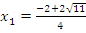 x₁ = (-2+2√11)/4